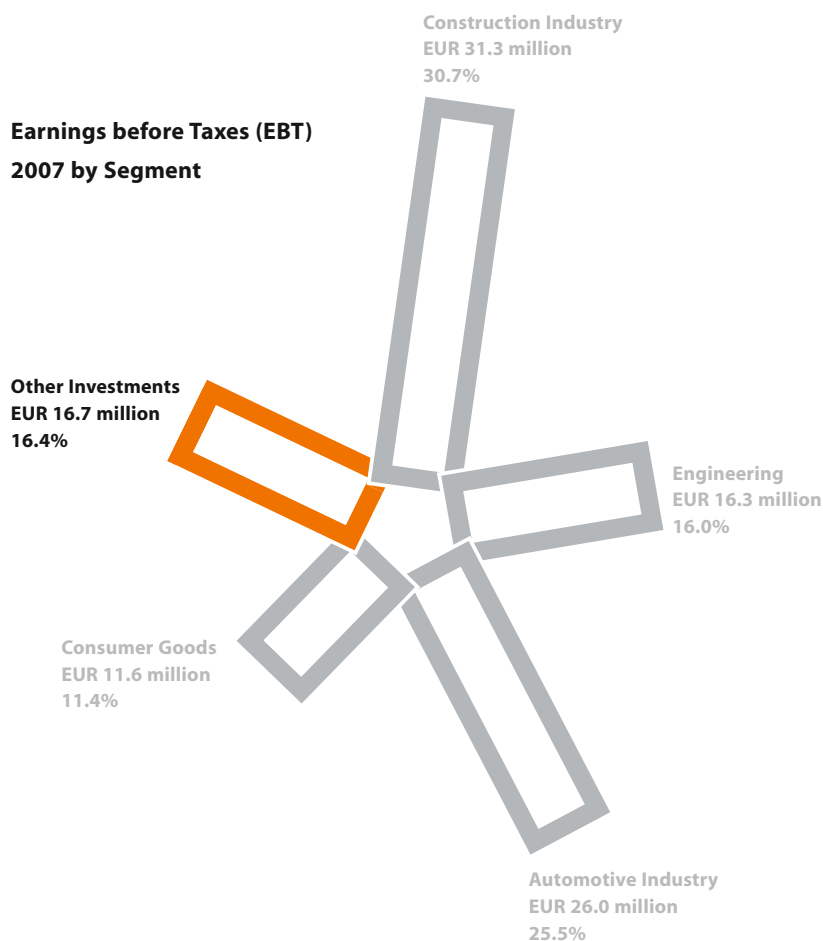 Construction Industry
EUR 31.3 million
30.7%
Earnings before Taxes (EBT)
2007 by Segment
Other Investments
EUR 16.7 million
16.4%
Engineering
EUR 16.3 million
16.0%
Consumer Goods
EUR 11.6 million
11.4%
Automotive Industry
EUR 26.0 million
25.5%